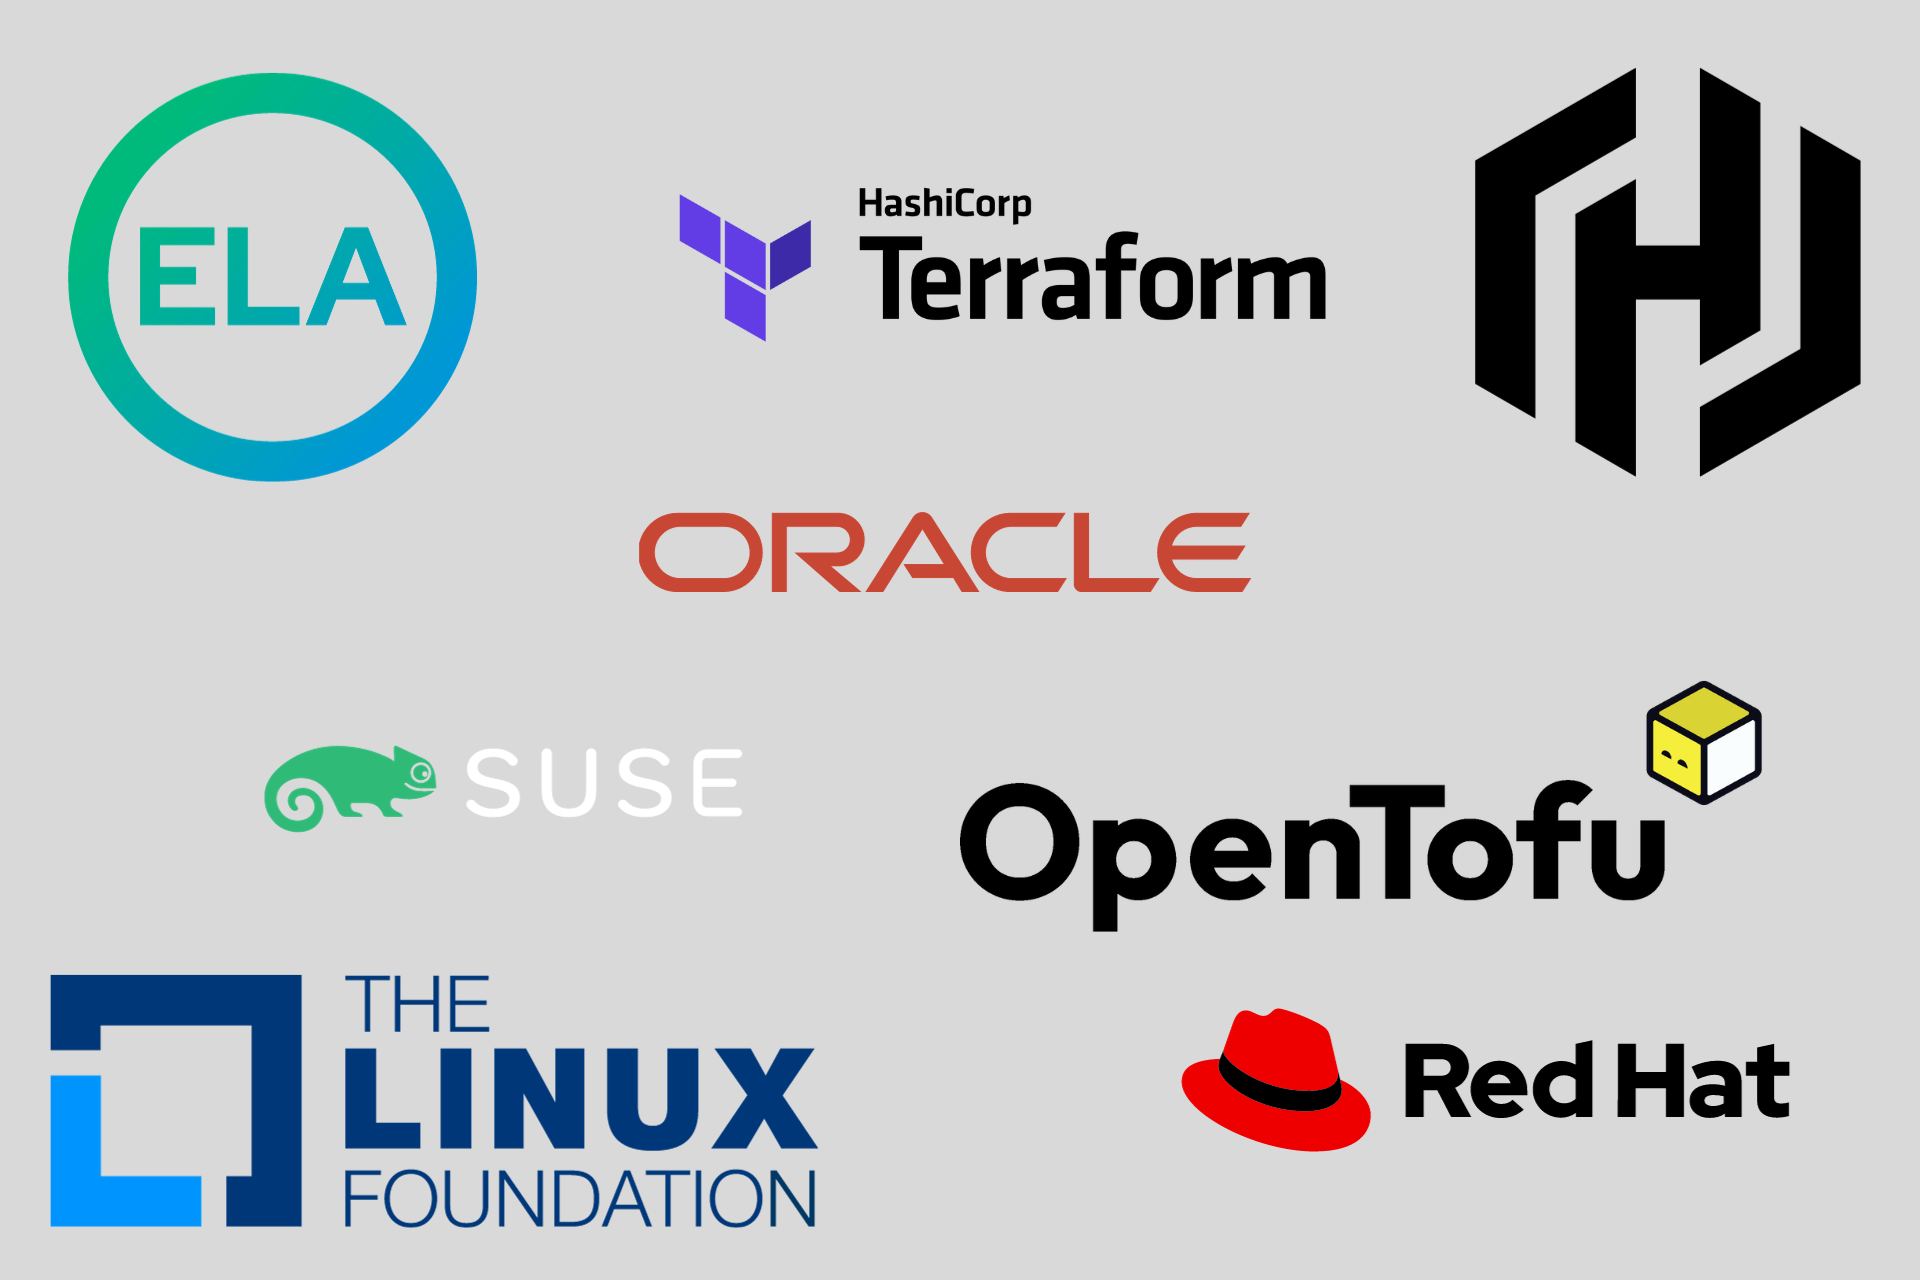 ELA
HashiCorp
Terraform
ORACLE
SUSE
OpenTofu
THE
LINUX
FOUNDATION
Red Hat